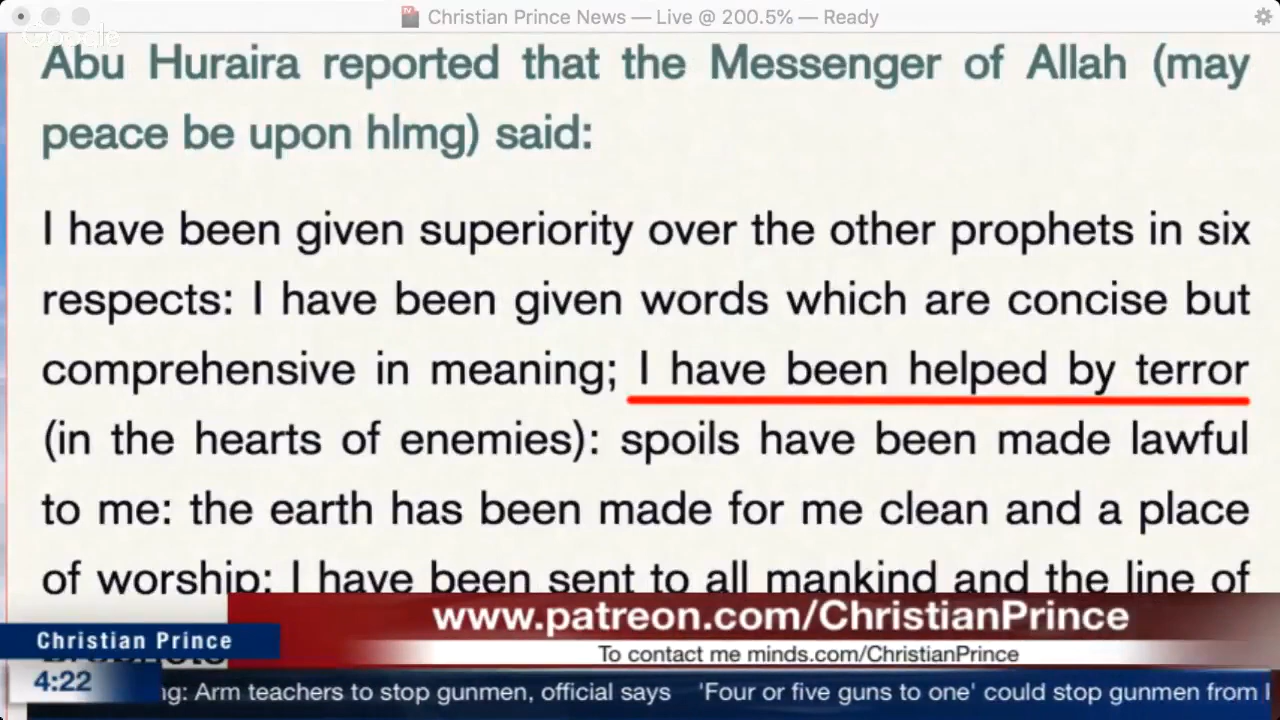 Christian Prince News — Live @ 200.5% — Ready
Google
Abu Huraira reported that the Messenger of Allah (may
peace be upon hlmg) said:
I have been given superiority over the other prophets in six
respects: I have been given words which are concise but
comprehensive in meaning; I have been helped by terror
(in the hearts of enemies): spoils have been made lawful
to me: the earth has been made for me clean and a place
of worship; I have been sent to all mankind and the line of
www.patreon.com/ChristianPrince
Christian Prince
To contact me minds.com/ChristianPrince
4:22
ng: Arm teachers to stop gunmen, official says 'Four or five guns to one' could stop gunmen from